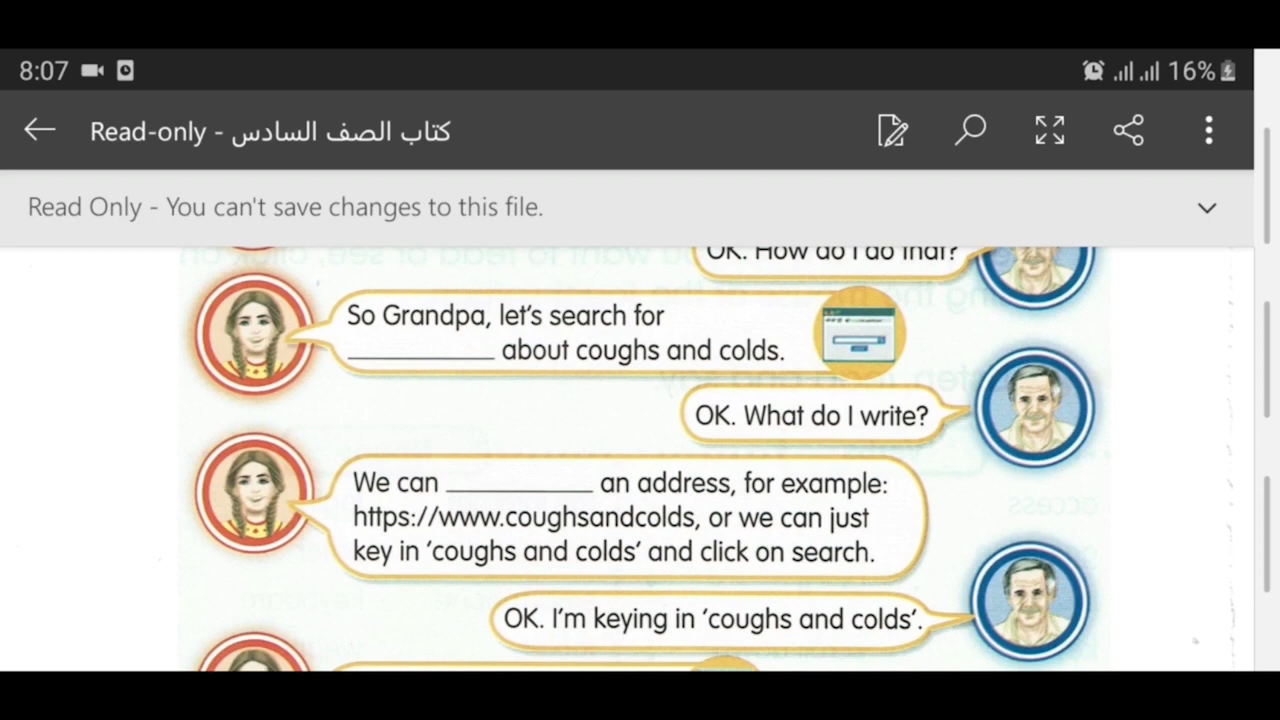 8:07
16%
Read-only - كتاب الصف السادس
Read Only - You can't save changes to this file.
OK. How do I do that?
So Grandpa, let's search for
__________ about coughs and colds.
OK. What do I write?
We can __________ an address, for example:
https://www.coughsandcolds, or we can just
key in 'coughs and colds' and click on search.
OK. I'm keying in 'coughs and colds'.